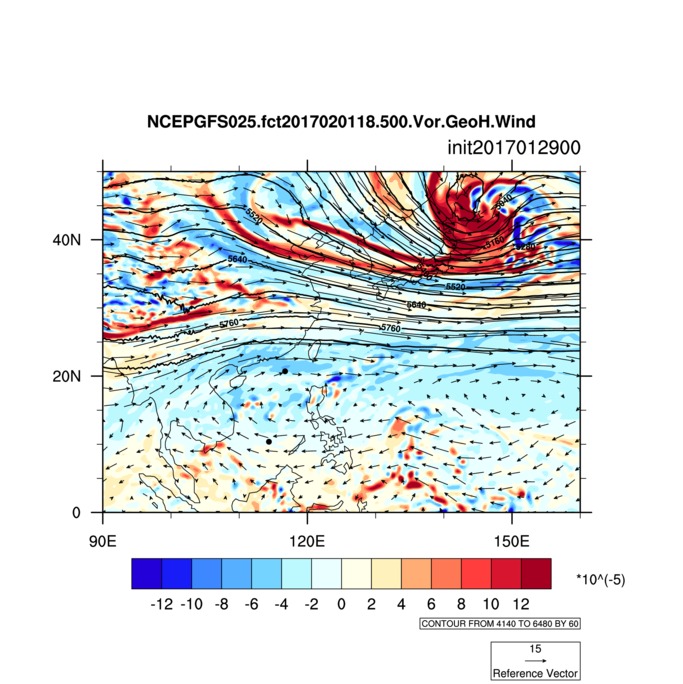 NCEPGFS025.fct2017020118.500.Vor.GeoH.Wind
init2017012900
5520
5640
5160
5280
40N
5640
5520
5640
5760
5760
20N
0
90E 120E 150E
-12 -10 -8 -6 -4 -2 0 2 4 6 8 10 12
*10^(-5)
CONTOUR FROM 4140 TO 6480 BY 60
15
Reference Vector